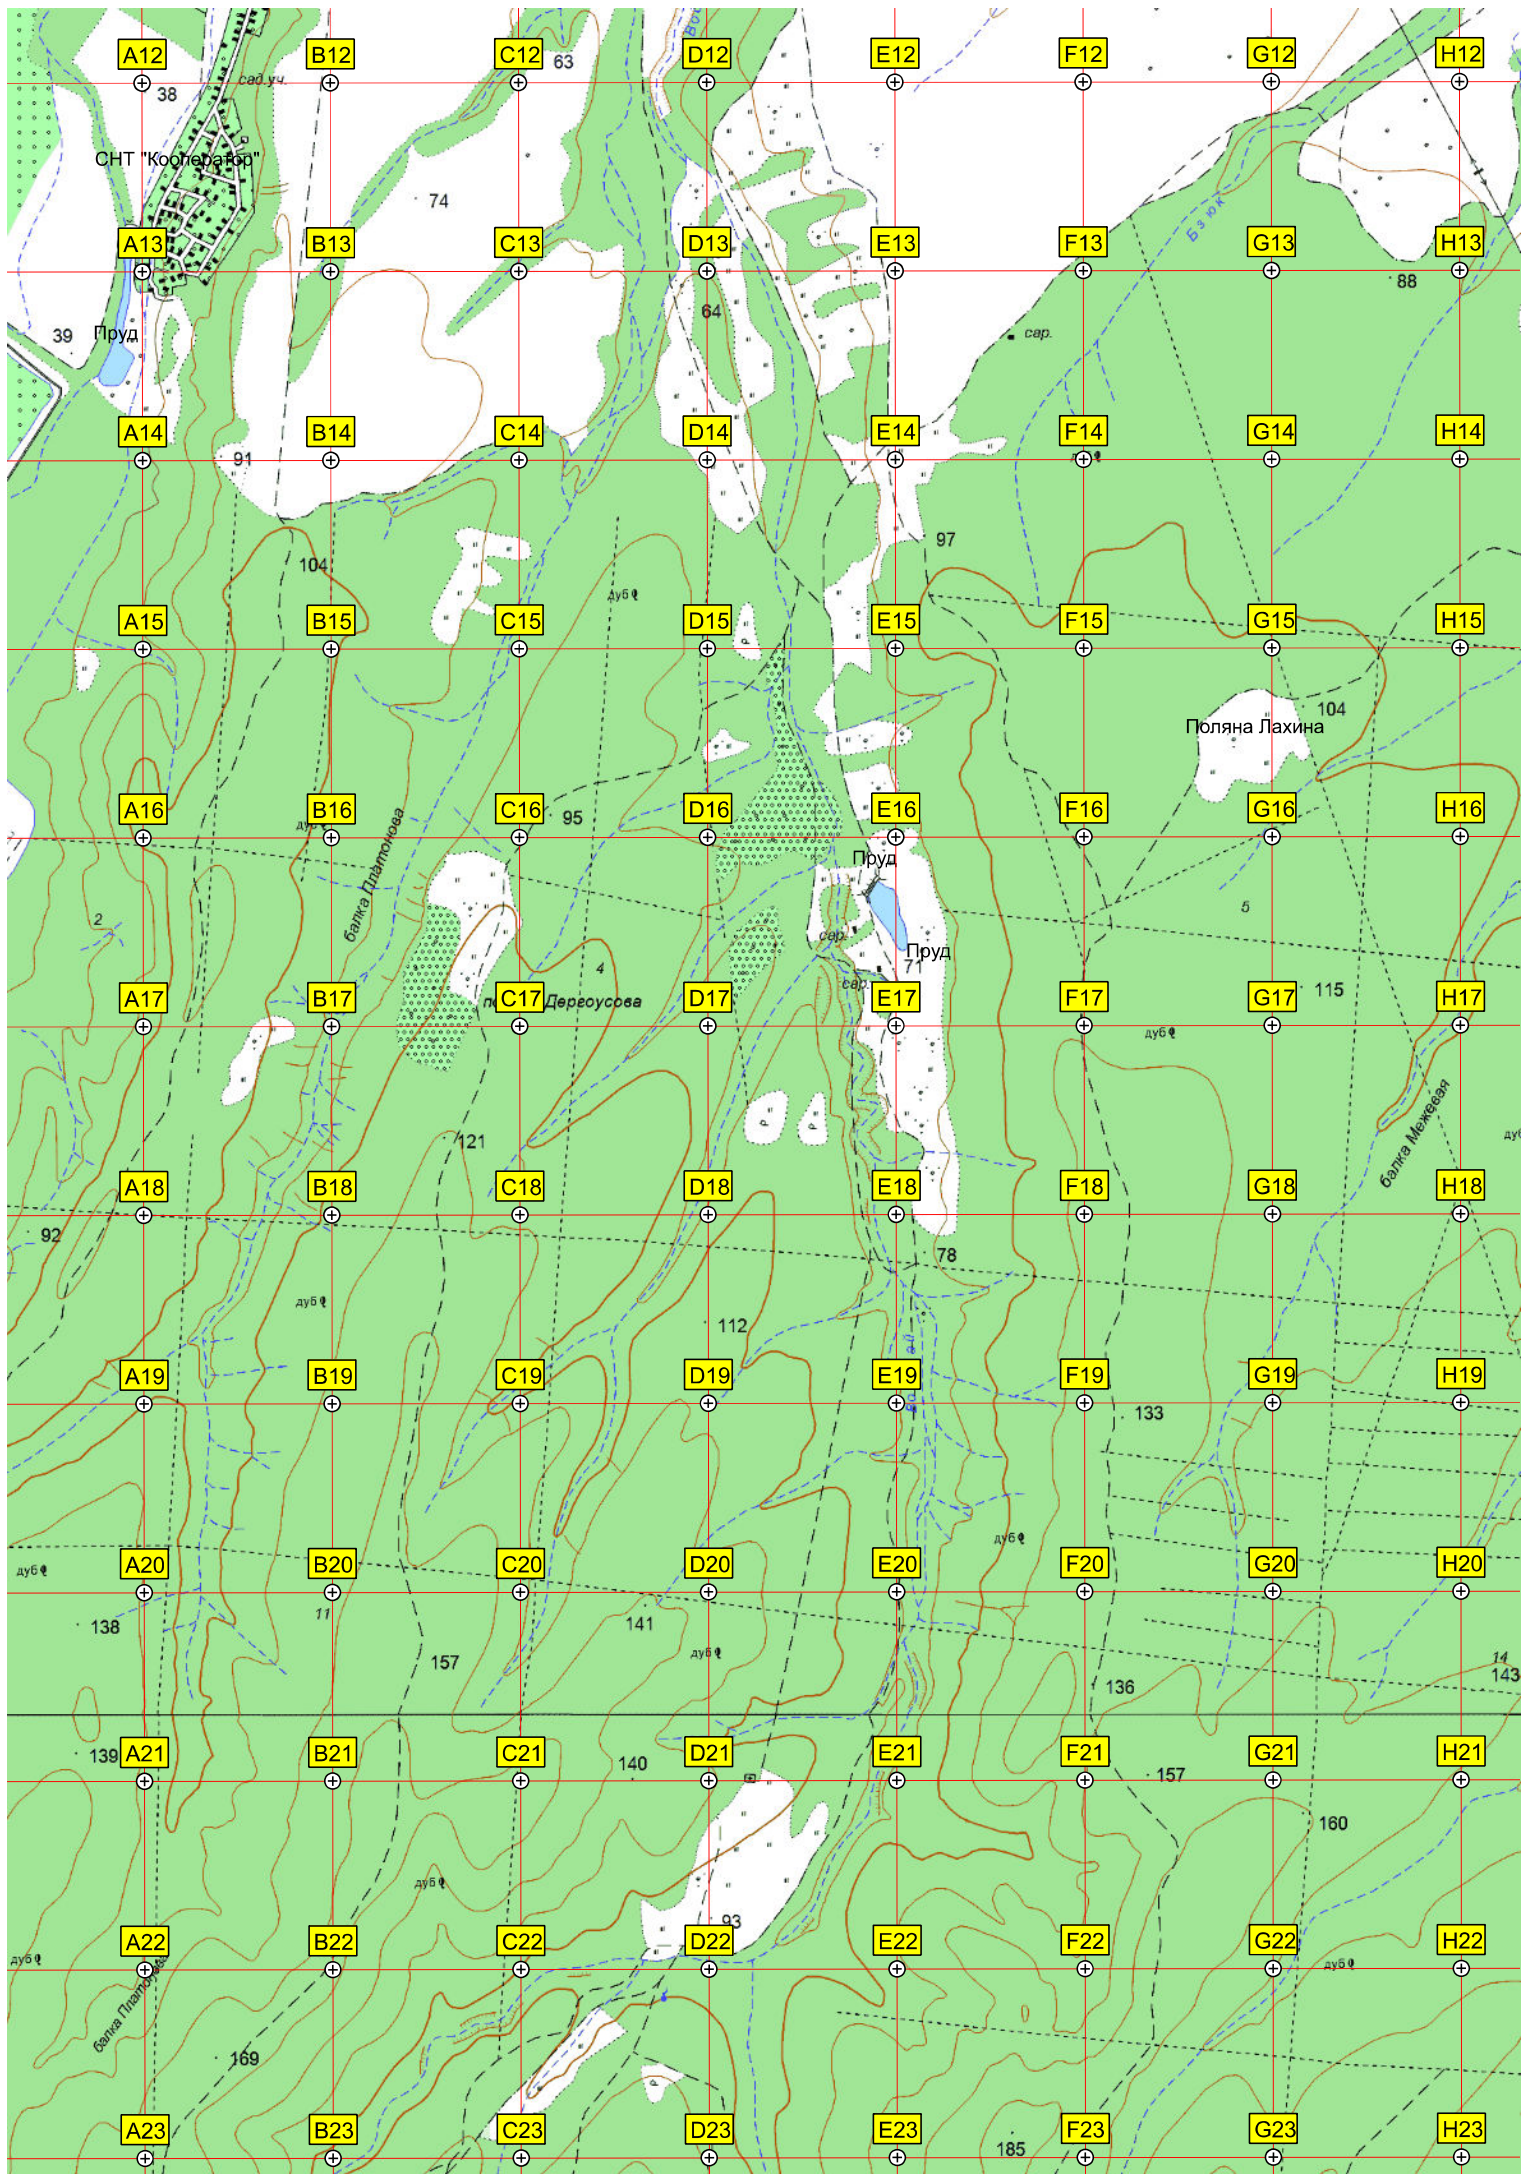 A12 B12 C12 D12 E12 F12 G12 H12
63
38
сад.уч.
СНТ "Кооператор"
74
Бзюк
A13 B13 C13 D13 E13 F13 G13 H13
88
64
39
Пруд
сар.
A14 B14 C14 D14 E14 F14 G14 H14
91
дуб
97
104
дуб
A15 B15 C15 D15 E15 F15 G15 H15
р
104
Поляна Лахина
A16 B16 C16 D16 E16 F16 G16 H16
95
дуб
балка Платонова
Пруд
2
5
сар.
Пруд
4
71
сар.
115
A17 B17 C17 D17 E17 F17 G17 H17
Дергоусова
дуб
р
р
121
балка Межевая
дуб
A18 B18 C18 D18 E18 F18 G18 H18
92
78
дуб
112
A19 B19 C19 D19 E19 F19 G19 H19
133
дуб
A20 B20 C20 D20 E20 F20 G20 H20
дуб
11
138
141
157
дуб
14
143
136
A21 B21 C21 D21 E21 F21 G21 H21
139
140
157
160
дуб
93
A22 B22 C22 D22 E22 F22 G22 H22
дуб
дуб
балка Платонова
169
р
A23 B23 C23 D23 E23 F23 G23 H23
185